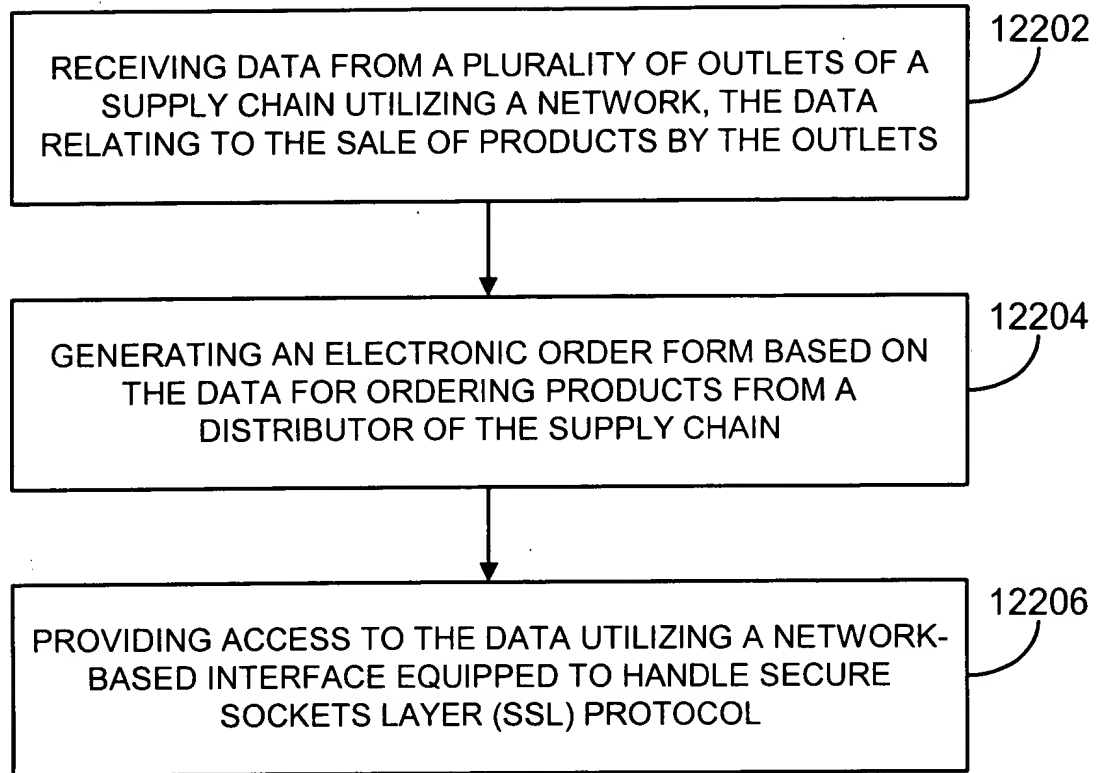 12202
RECEIVING DATA FROM A PLURALITY OF OUTLETS OF A
SUPPLY CHAIN UTILIZING A NETWORK, THE DATA
RELATING TO THE SALE OF PRODUCTS BY THE OUTLETS
12204
GENERATING AN ELECTRONIC ORDER FORM BASED ON
THE DATA FOR ORDERING PRODUCTS FROM A
DISTRIBUTOR OF THE SUPPLY CHAIN
12206
PROVIDING ACCESS TO THE DATA UTILIZING A NETWORK-
BASED INTERFACE EQUIPPED TO HANDLE SECURE
SOCKETS LAYER (SSL) PROTOCOL